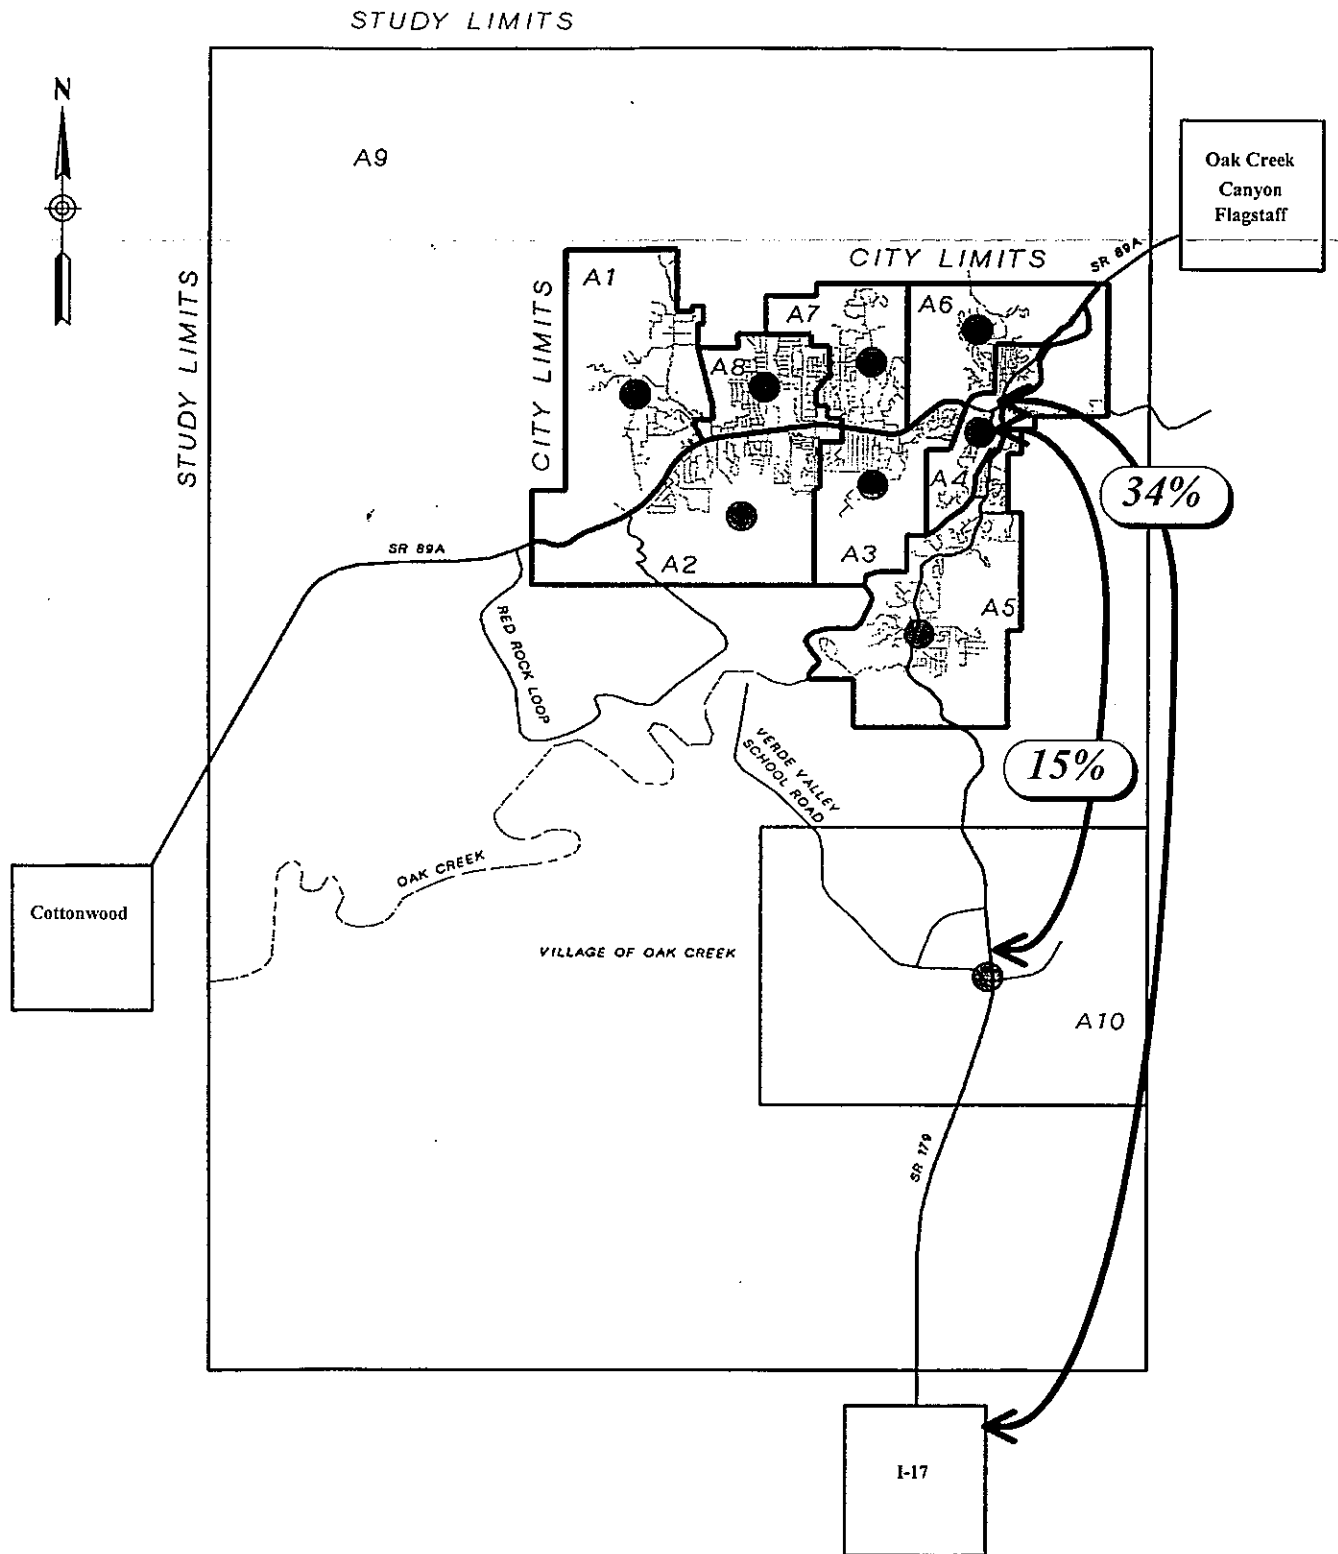 STUDY LIMITS
N
A9
Oak Creek
Canyon
Flagstaff
STUDY LIMITS
CITY LIMITS
CITY LIMITS
SR 89A
A1
A7
A6
A8
A4
34%
SR 89A
A2
A3
A5
RED ROCK LOOP
VERDE VALLEY
SCHOOL ROAD
15%
OAK CREEK
Cottonwood
VILLAGE OF OAK CREEK
A10
SR 179
I-17